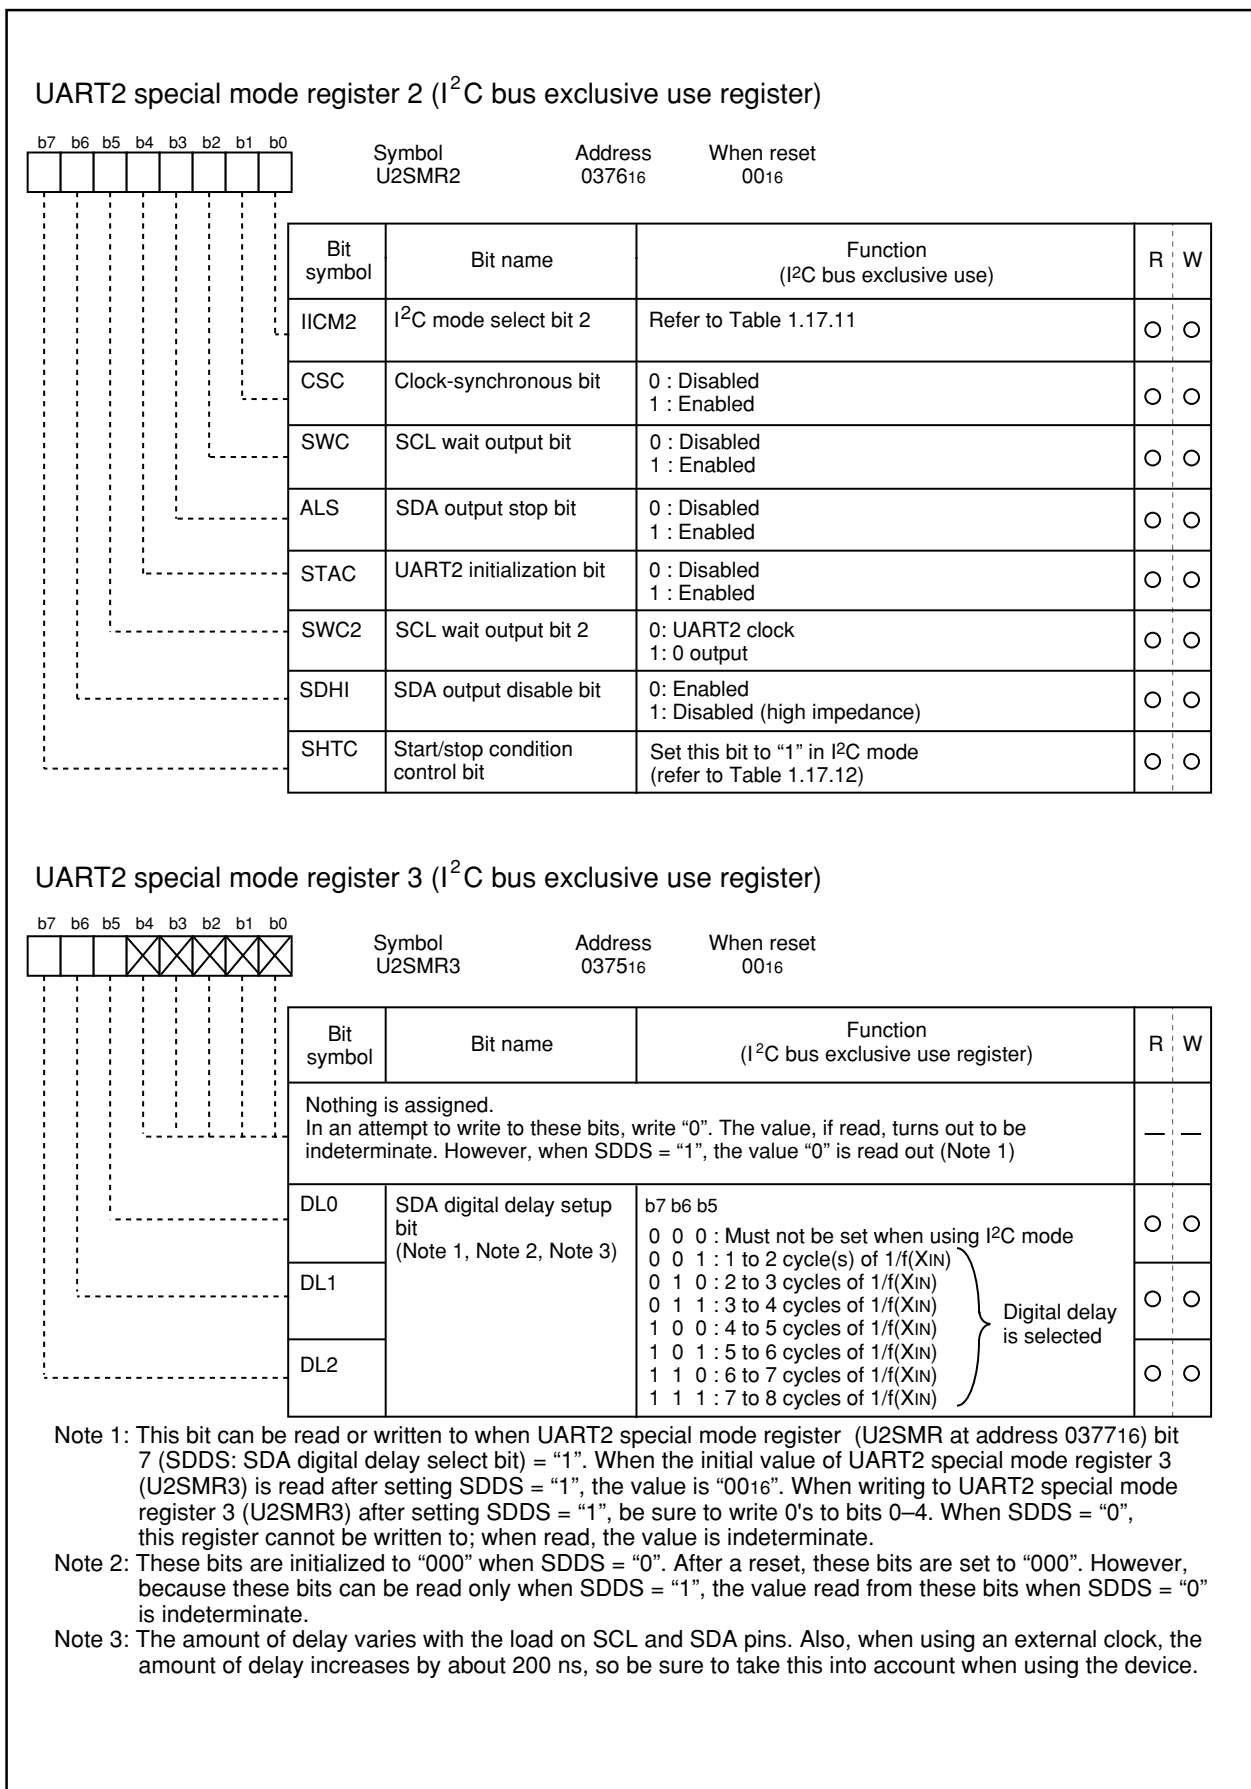 UART2 special mode register 2 (I2C bus exclusive use register)
b7 b6 b5 b4 b3 b2 b1 b0
Symbol Address When reset
U2SMR2 037616 0016
Bit symbol Bit name Function (I2C bus exclusive use) R W
IICM2 I2C mode select bit 2 Refer to Table 1.17.11
CSC Clock-synchronous bit 0 : Disabled
1 : Enabled
SWC SCL wait output bit 0 : Disabled
1 : Enabled
ALS SDA output stop bit 0 : Disabled
1 : Enabled
STAC UART2 initialization bit 0 : Disabled
1 : Enabled
SWC2 SCL wait output bit 2 0: UART2 clock
1: 0 output
SDHI SDA output disable bit 0: Enabled
1: Disabled (high impedance)
SHTC Start/stop condition Set this bit to “1” in I2C mode
control bit (refer to Table 1.17.12)
UART2 special mode register 3 (I2C bus exclusive use register)
b7 b6 b5 b4 b3 b2 b1 b0
Symbol Address When reset
U2SMR3 037516 0016
Bit symbol Bit name Function (I2C bus exclusive use register) R W
Nothing is assigned.
In an attempt to write to these bits, write “0”. The value, if read, turns out to be
indeterminate. However, when SDDS = “1”, the value “0” is read out (Note 1)
— —
DL0 SDA digital delay setup
bit
(Note 1, Note 2, Note 3)
DL1
DL2
b7 b6 b5
0 0 0 : Must not be set when using I2C mode
0 0 1 : 1 to 2 cycle(s) of 1/f(XIN)
0 1 0 : 2 to 3 cycles of 1/f(XIN)
0 1 1 : 3 to 4 cycles of 1/f(XIN)
1 0 0 : 4 to 5 cycles of 1/f(XIN)
1 0 1 : 5 to 6 cycles of 1/f(XIN)
1 1 0 : 6 to 7 cycles of 1/f(XIN)
1 1 1 : 7 to 8 cycles of 1/f(XIN)
Digital delay
is selected
Note 1: This bit can be read or written to when UART2 special mode register (U2SMR at address 037716) bit
7 (SDDS: SDA digital delay select bit) = “1”. When the initial value of UART2 special mode register 3
(U2SMR3) is read after setting SDDS = “1”, the value is “0016”. When writing to UART2 special mode
register 3 (U2SMR3) after setting SDDS = “1”, be sure to write 0's to bits 0–4. When SDDS = “0”,
this register cannot be written to; when read, the value is indeterminate.
Note 2: These bits are initialized to “000” when SDDS = “0”. After a reset, these bits are set to “000”. However,
because these bits can be read only when SDDS = “1”, the value read from these bits when SDDS = “0”
is indeterminate.
Note 3: The amount of delay varies with the load on SCL and SDA pins. Also, when using an external clock, the
amount of delay increases by about 200 ns, so be sure to take this into account when using the device.